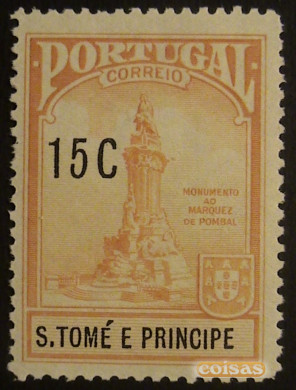 PORTUGAL
CORREIO
15C
MONUMENTO
AO
MARQUEZ
DE POMBAL
S.TOMÉ E PRINCIPE
coisas